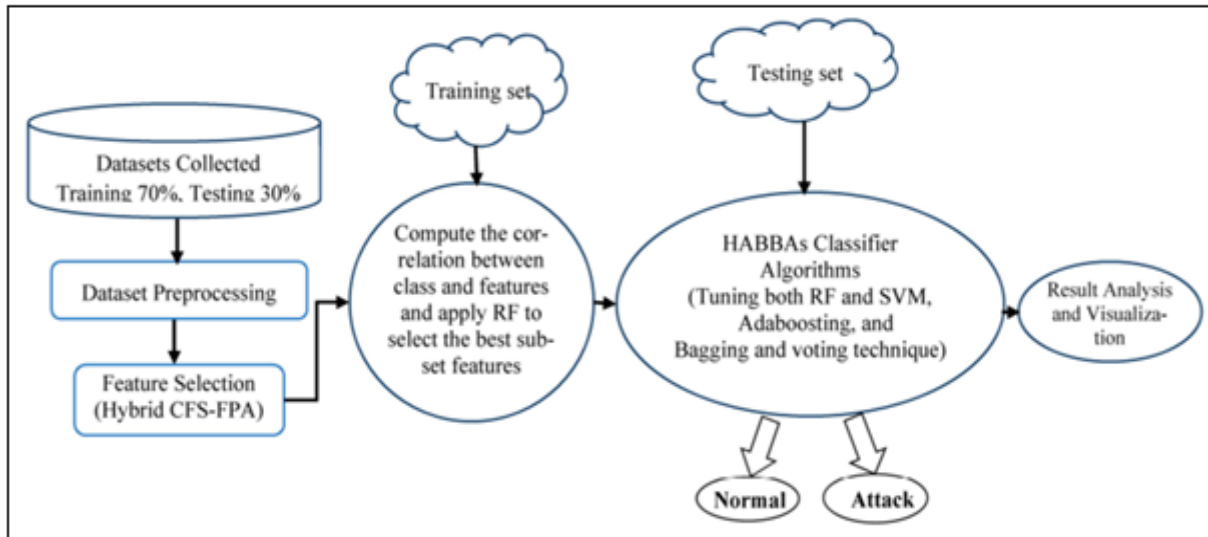 Training set
Testing set
Datasets Collected
Training 70%, Testing 30%
Dataset Preprocessing
Feature Selection
(Hybrid CFS-FPA)
Compute the cor-
relation between
class and features
and apply RF to
select the best sub-
set features
HABBAs Classifier
Algorithms
(Tuning both RF and SVM,
Adaboosting, and
Bagging and voting technique)
Result Analysis
and Visualiza-
tion
Normal
Attack